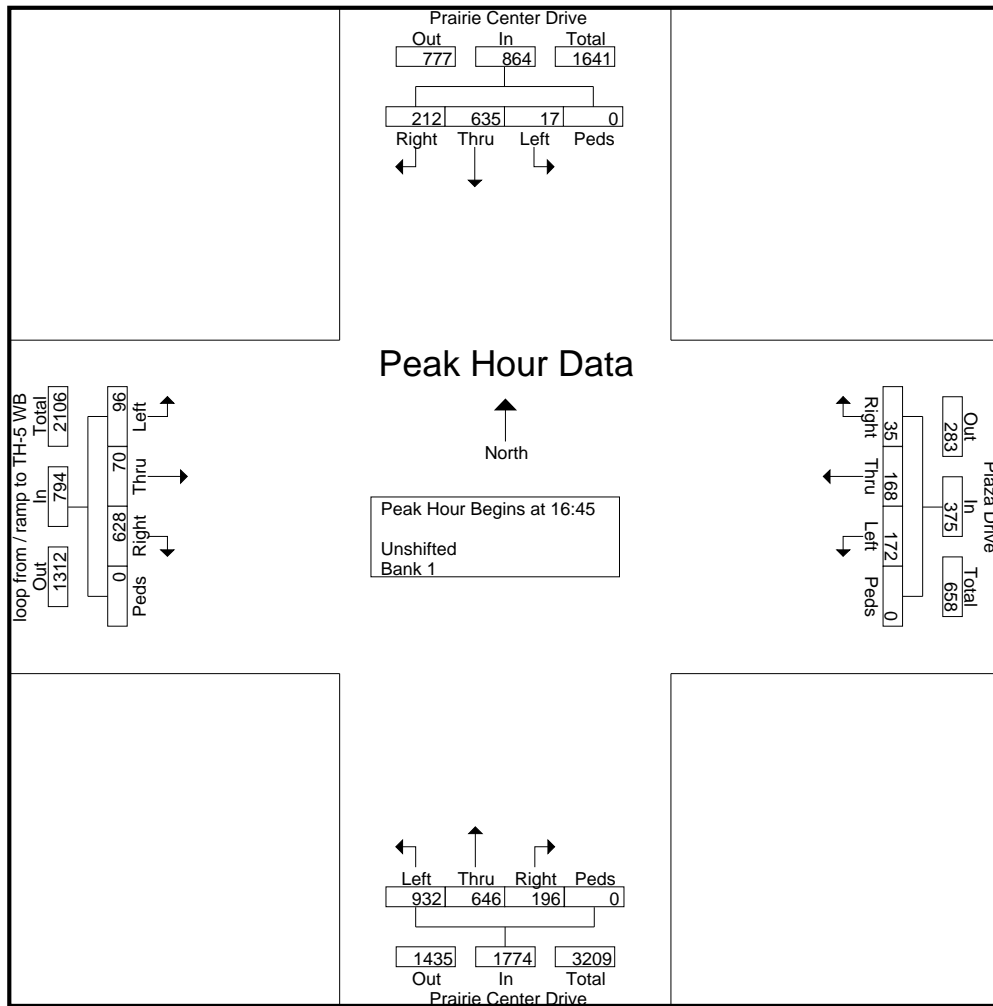 Prairie Center Drive
Out In Total
777 864 1641
212 635 17 0
Right Thru Left Peds
Peak Hour Data
North
Peak Hour Begins at 16:45
Unshifted
Bank 1
loop from / ramp to TH-5 WB
Out In Total
1312 794 2106
96 70 628 0
Left Thru Right Peds
Plaza Drive
Out In Total
283 375 658
35 168 172 0
Right Thru Left Peds
Left Thru Right Peds
932 646 196 0
1435 1774 3209
Out In Total
Prairie Center Drive